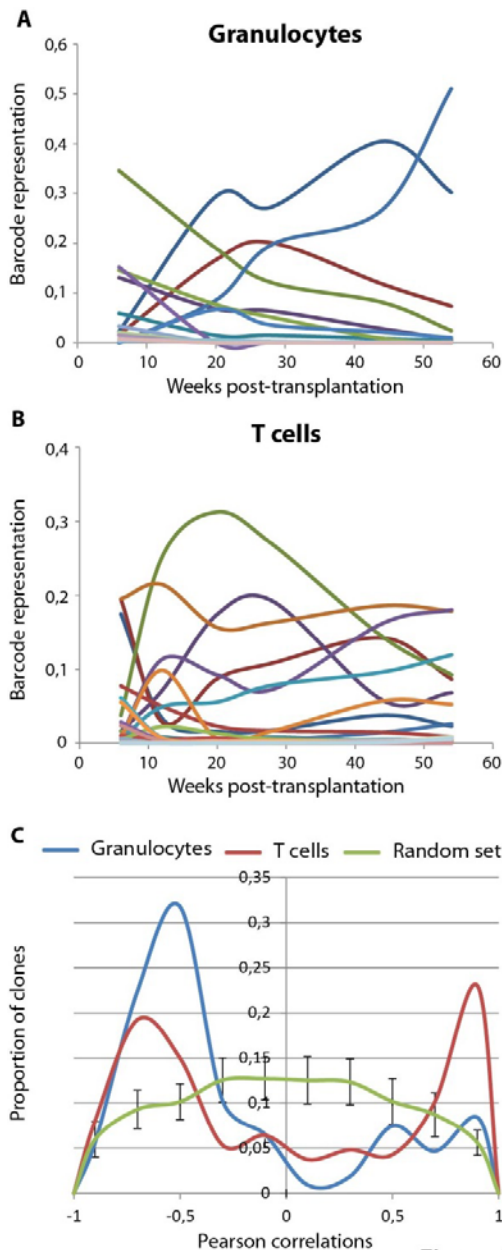 A
Granulocytes
0,6
0,5
0,4
0,3
0,2
0,1
0
Barcode representation
0 10 20 30 40 50 60
Weeks post-transplantation
B
T cells
0,4
0,3
0,2
0,1
0
Barcode representation
0 10 20 30 40 50 60
Weeks post-transplantation
C
Granulocytes T cells Random set
0,35
0,3
0,25
0,2
0,15
0,1
0,05
0
Proportion of clones
-1 -0,5 0 0,5 1
Pearson correlations